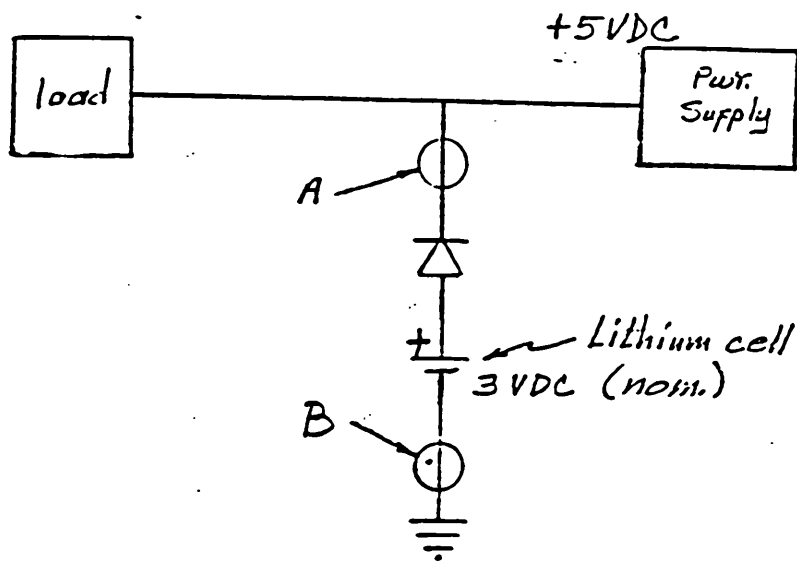 +5VDC
load
Pwr.
Supply
A
+
Lithium cell
3 VDC (nom.)
B